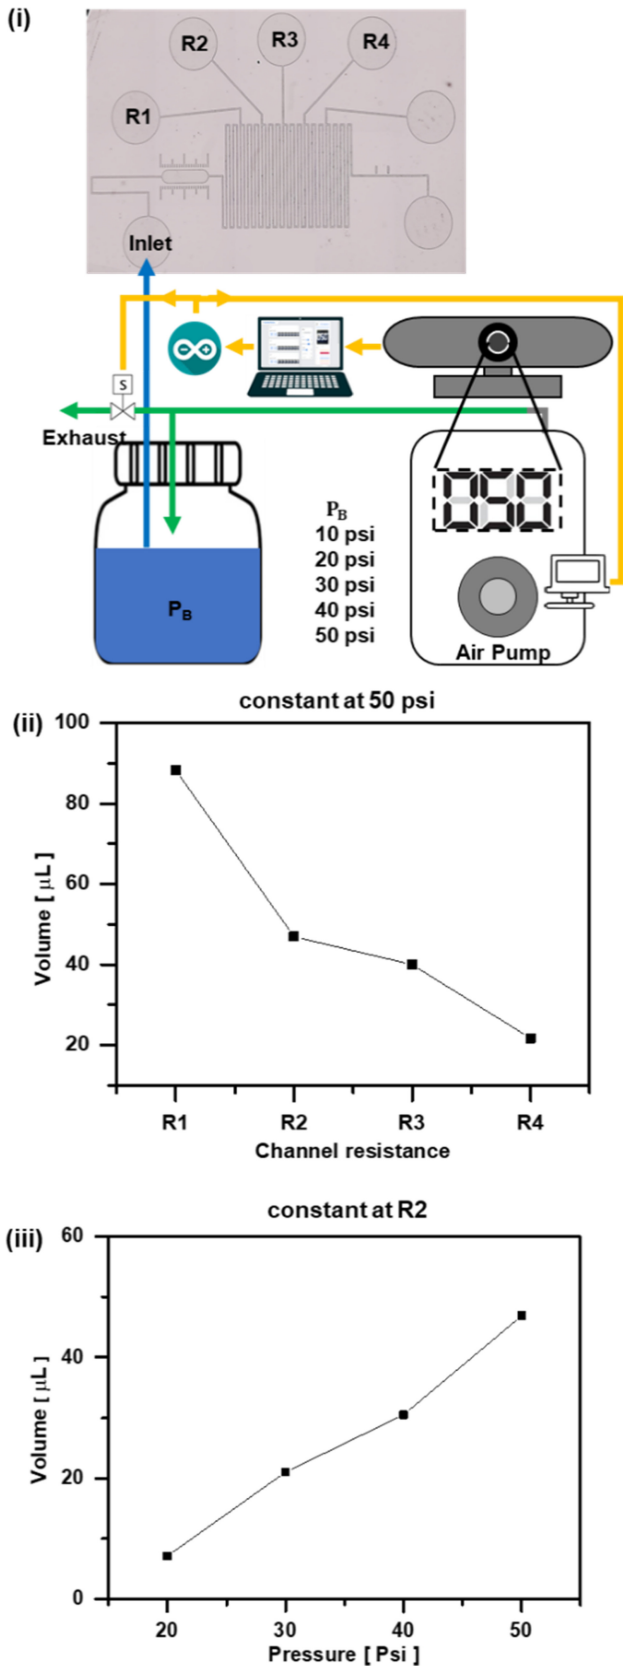 (i)
R2
R3
R4
R1
Inlet
S
Exhaust
050
P_B
10 psi
20 psi
30 psi
40 psi
50 psi
P_B
Air Pump
constant at 50 psi
(ii)
100
80
60
40
20
Volume [ μL ]
R1 R2 R3 R4
Channel resistance
constant at R2
(iii)
60
40
20
0
Volume [ μL ]
20 30 40 50
Pressure [ Psi ]